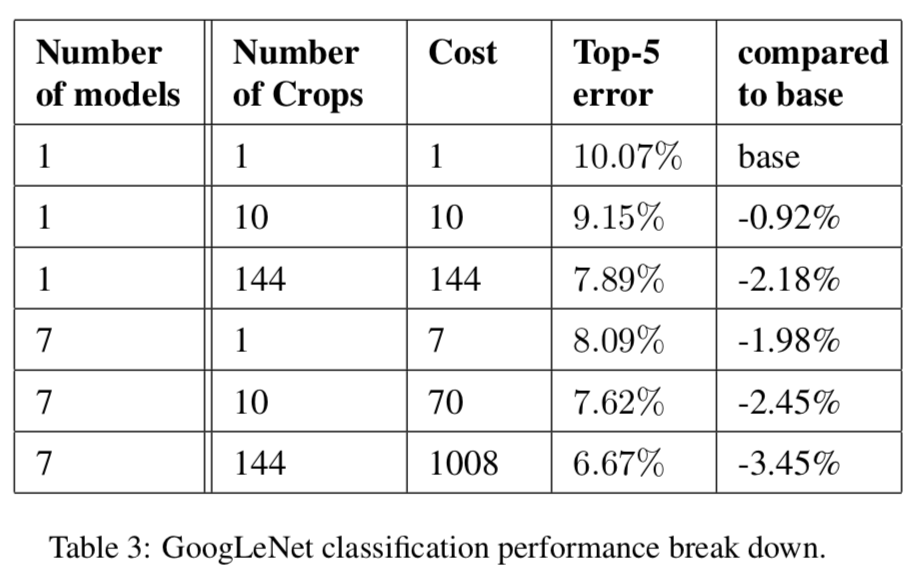 Number of models Number of Crops Cost Top-5 error compared to base
1 1 1 10.07% base
1 10 10 9.15% -0.92%
1 144 144 7.89% -2.18%
7 1 7 8.09% -1.98%
7 10 70 7.62% -2.45%
7 144 1008 6.67% -3.45%
Table 3: GoogLeNet classification performance break down.